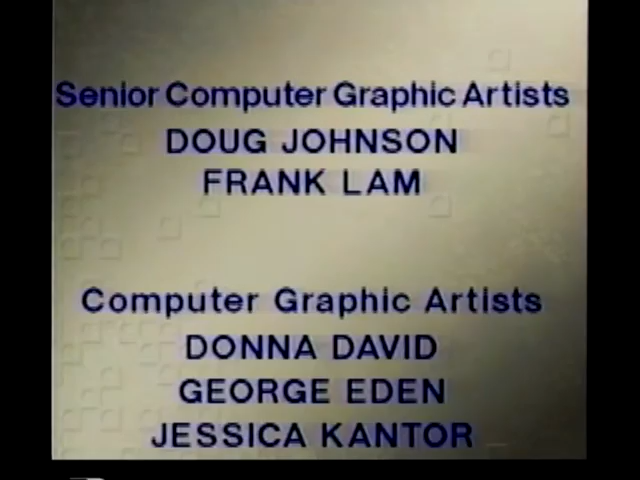 Senior Computer Graphic Artists
DOUG JOHNSON
FRANK LAM
Computer Graphic Artists
DONNA DAVID
GEORGE EDEN
JESSICA KANTOR